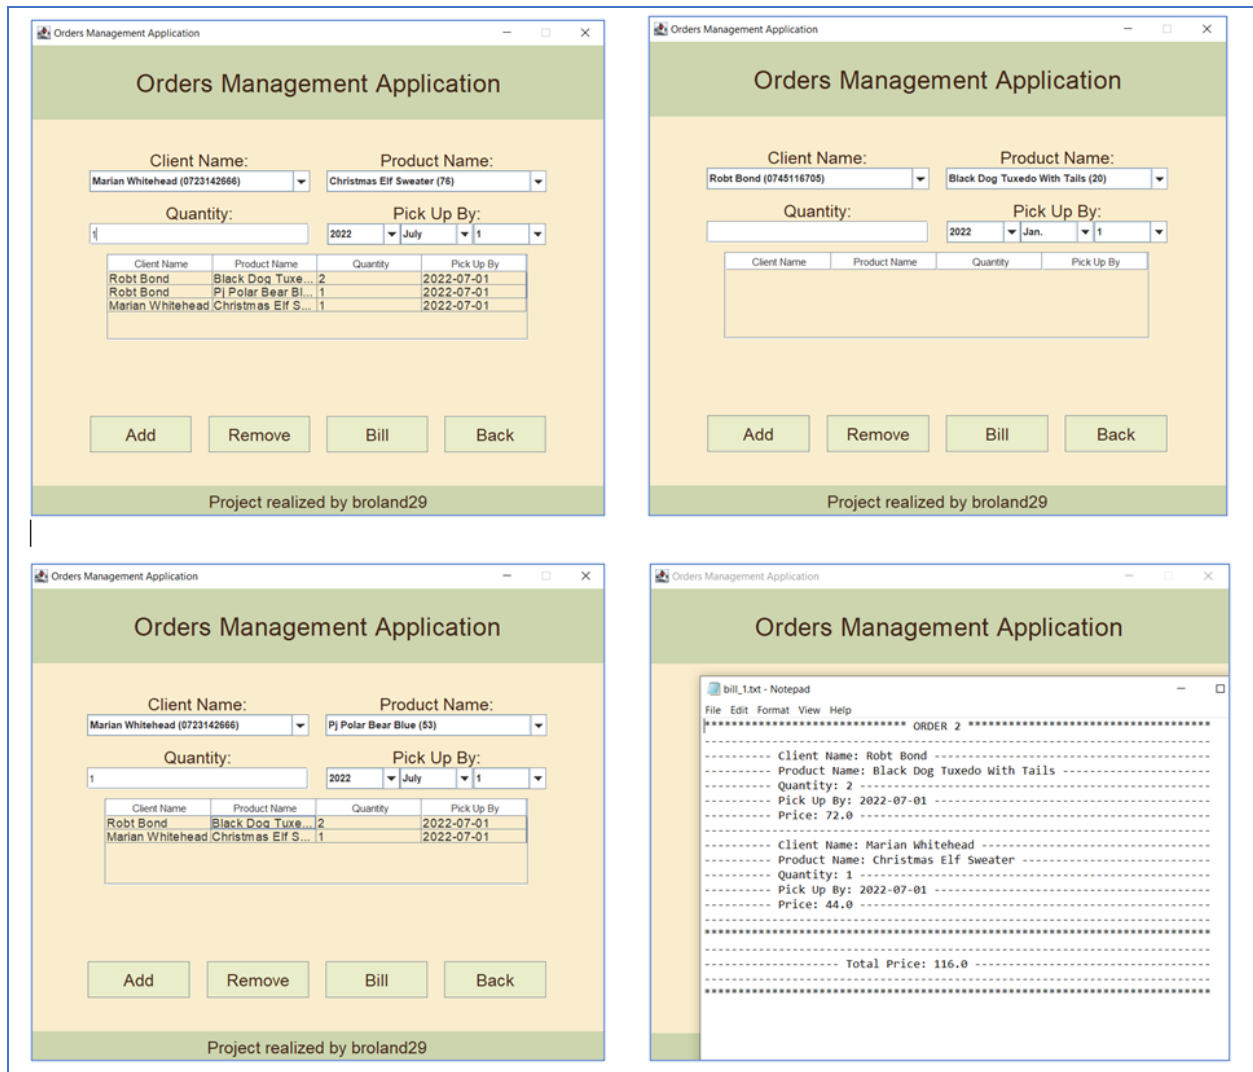 Orders Management Application
Orders Management Application
Client Name: Product Name:
Marian Whitehead (0723142666) Christmas Elf Sweater (76)
Quantity: Pick Up By:
1 2022 July 1
Client Name Product Name Quantity Pick Up By
Robt Bond Black Dog Tuxe... 2 2022-07-01
Robt Bond Pj Polar Bear Bl... 1 2022-07-01
Marian Whitehead Christmas Elf S... 1 2022-07-01
Add Remove Bill Back
Project realized by broland29
Orders Management Application
Orders Management Application
Client Name: Product Name:
Robt Bond (0745116705) Black Dog Tuxedo With Tails (20)
Quantity: Pick Up By:
2022 Jan. 1
Client Name Product Name Quantity Pick Up By
Add Remove Bill Back
Project realized by broland29
Orders Management Application
Orders Management Application
Client Name: Product Name:
Marian Whitehead (0723142666) Pj Polar Bear Blue (53)
Quantity: Pick Up By:
1 2022 July 1
Client Name Product Name Quantity Pick Up By
Robt Bond Black Dog Tuxe... 2 2022-07-01
Marian Whitehead Christmas Elf S... 1 2022-07-01
Add Remove Bill Back
Project realized by broland29
Orders Management Application
Orders Management Application
bill_1.txt - Notepad
File Edit Format View Help
****************************** ORDER 2 ******************************
---------- Client Name: Robt Bond ----------
---------- Product Name: Black Dog Tuxedo With Tails ----------
---------- Quantity: 2 ----------
---------- Pick Up By: 2022-07-01 ----------
---------- Price: 72.0 ----------
---------- Client Name: Marian Whitehead ----------
---------- Product Name: Christmas Elf Sweater ----------
---------- Quantity: 1 ----------
---------- Pick Up By: 2022-07-01 ----------
---------- Price: 44.0 ----------
-------------------- Total Price: 116.0 --------------------